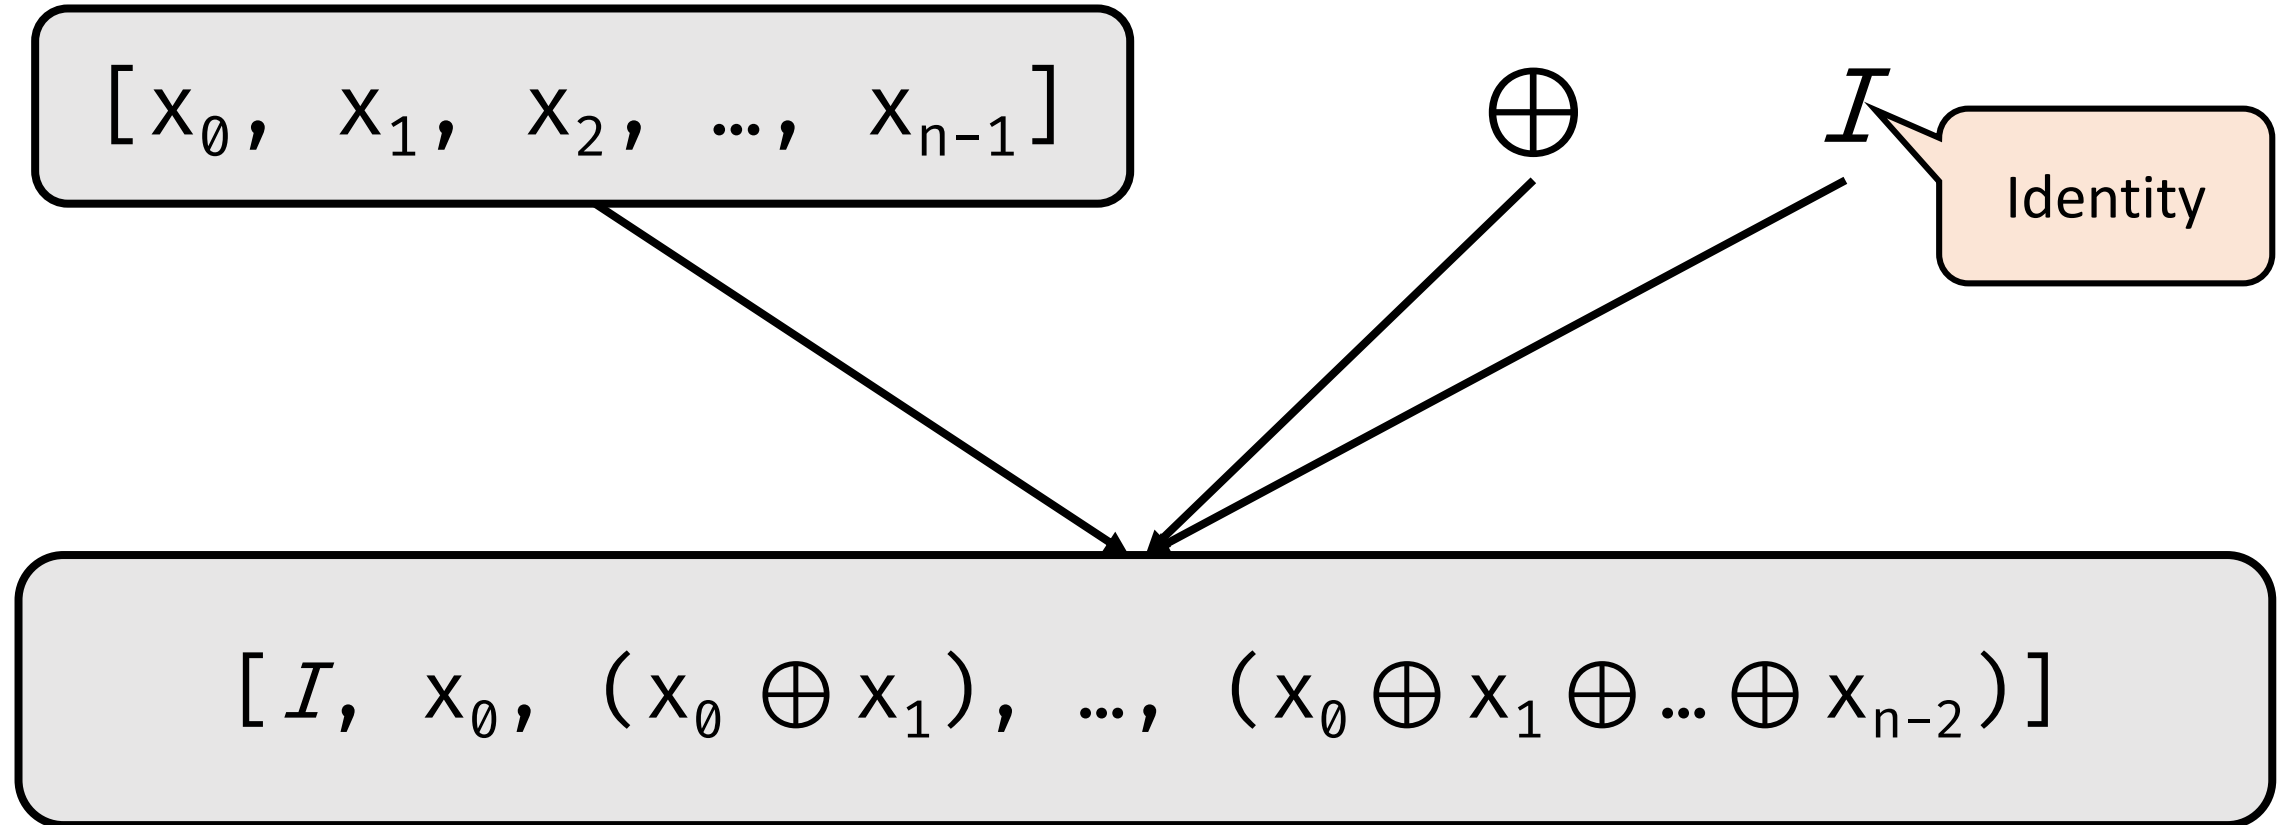 [x₀, x₁, x₂, …, xₙ₋₁]
⨁
I
Identity
[I, x₀, (x₀ ⨁ x₁), …, (x₀ ⨁ x₁ ⨁ … ⨁ xₙ₋₂)]